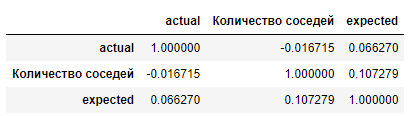 actual Количество соседей expected
actual 1.000000 -0.016715 0.066270
Количество соседей -0.016715 1.000000 0.107279
expected 0.066270 0.107279 1.000000